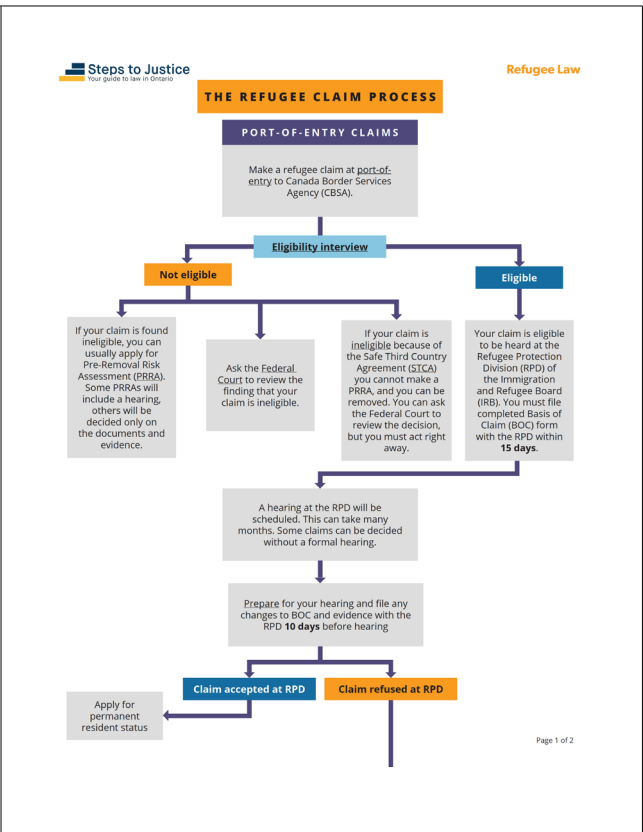 Steps to Justice
Your guide to law in Ontario
Refugee Law
THE REFUGEE CLAIM PROCESS
PORT-OF-ENTRY CLAIMS
Make a refugee claim at port-of-
entry to Canada Border Services
Agency (CBSA).
Eligibility interview
Not eligible
Eligible
If your claim is found
ineligible, you can
usually apply for
Pre-Removal Risk
Assessment (PRRA).
Some PRRAs will
include a hearing,
others will be
decided only on
the documents and
evidence.
Ask the Federal
Court to review the
finding that your
claim is ineligible.
If your claim is
ineligible because of
the Safe Third Country
Agreement (STCA)
you cannot make a
PRRA, and you can be
removed. You can ask
the Federal Court to
review the decision,
but you must act right
away.
Your claim is eligible
to be heard at the
Refugee Protection
Division (RPD) of
the Immigration
and Refugee Board
(IRB). You must file
completed Basis of
Claim (BOC) form
with the RPD within
15 days.
A hearing at the RPD will be
scheduled. This can take many
months. Some claims can be decided
without a formal hearing.
Prepare for your hearing and file any
changes to BOC and evidence with the
RPD 10 days before hearing
Claim accepted at RPD
Claim refused at RPD
Apply for
permanent
resident status
Page 1 of 2